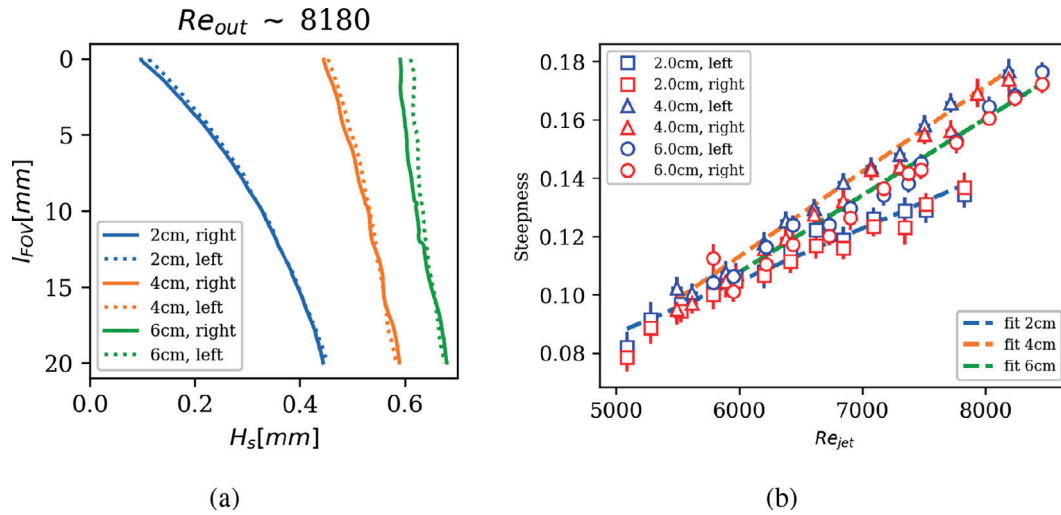 Re_out ~ 8180
0
5
10
15
20
l_FOV[mm]
2cm, right
2cm, left
4cm, right
4cm, left
6cm, right
6cm, left
0.0 0.2 0.4 0.6
H_s[mm]
(a)
0.18
0.16
0.14
0.12
0.10
0.08
Steepness
2.0cm, left
2.0cm, right
4.0cm, left
4.0cm, right
6.0cm, left
6.0cm, right
fit 2cm
fit 4cm
fit 6cm
5000 6000 7000 8000
Re_jet
(b)